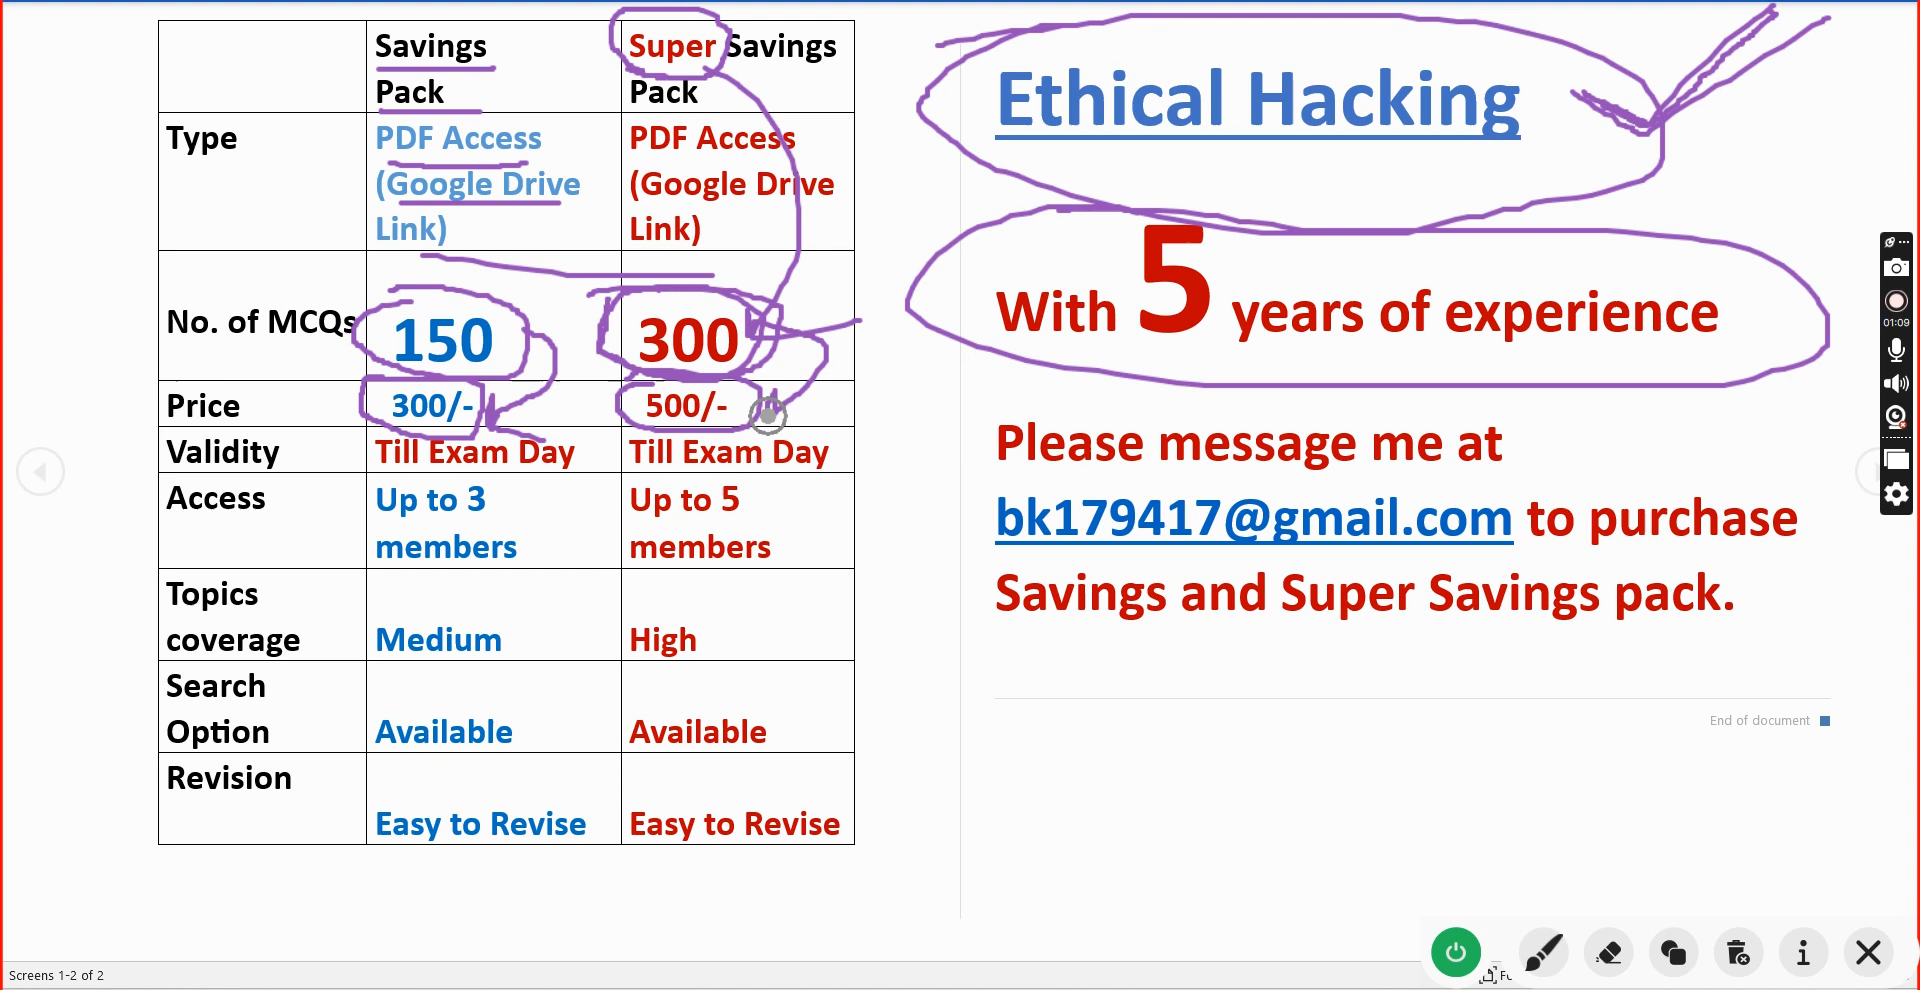 Savings Pack
Super Savings Pack
Type
PDF Access
(Google Drive
Link)
PDF Access
(Google Drive
Link)
No. of MCQs
150
300
Price
300/-
500/-
Validity
Till Exam Day
Till Exam Day
Access
Up to 3
members
Up to 5
members
Topics
coverage
Medium
High
Search
Option
Available
Available
Revision
Easy to Revise
Easy to Revise
Ethical Hacking
With 5 years of experience
Please message me at
bk179417@gmail.com to purchase
Savings and Super Savings pack.
End of document
01:09
Screens 1-2 of 2